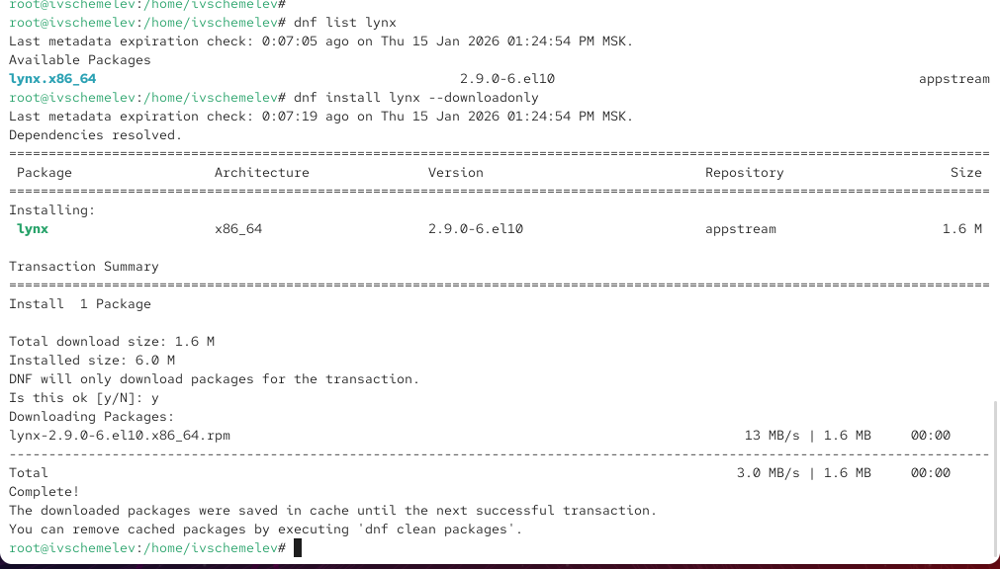 root@ivschemelev:/home/ivschemelev#
root@ivschemelev:/home/ivschemelev# dnf list lynx
Last metadata expiration check: 0:07:05 ago on Thu 15 Jan 2026 01:24:54 PM MSK.
Available Packages
lynx.x86_64 2.9.0-6.el10 appstream
root@ivschemelev:/home/ivschemelev# dnf install lynx --downloadonly
Last metadata expiration check: 0:07:19 ago on Thu 15 Jan 2026 01:24:54 PM MSK.
Dependencies resolved.
================================================================================
Package Architecture Version Repository Size
================================================================================
Installing:
lynx x86_64 2.9.0-6.el10 appstream 1.6 M
Transaction Summary
================================================================================
Install  1 Package
Total download size: 1.6 M
Installed size: 6.0 M
DNF will only download packages for the transaction.
Is this ok [y/N]: y
Downloading Packages:
lynx-2.9.0-6.el10.x86_64.rpm 13 MB/s | 1.6 MB 00:00
--------------------------------------------------------------------------------
Total 3.0 MB/s | 1.6 MB 00:00
Complete!
The downloaded packages were saved in cache until the next successful transaction.
You can remove cached packages by executing 'dnf clean packages'.
root@ivschemelev:/home/ivschemelev#